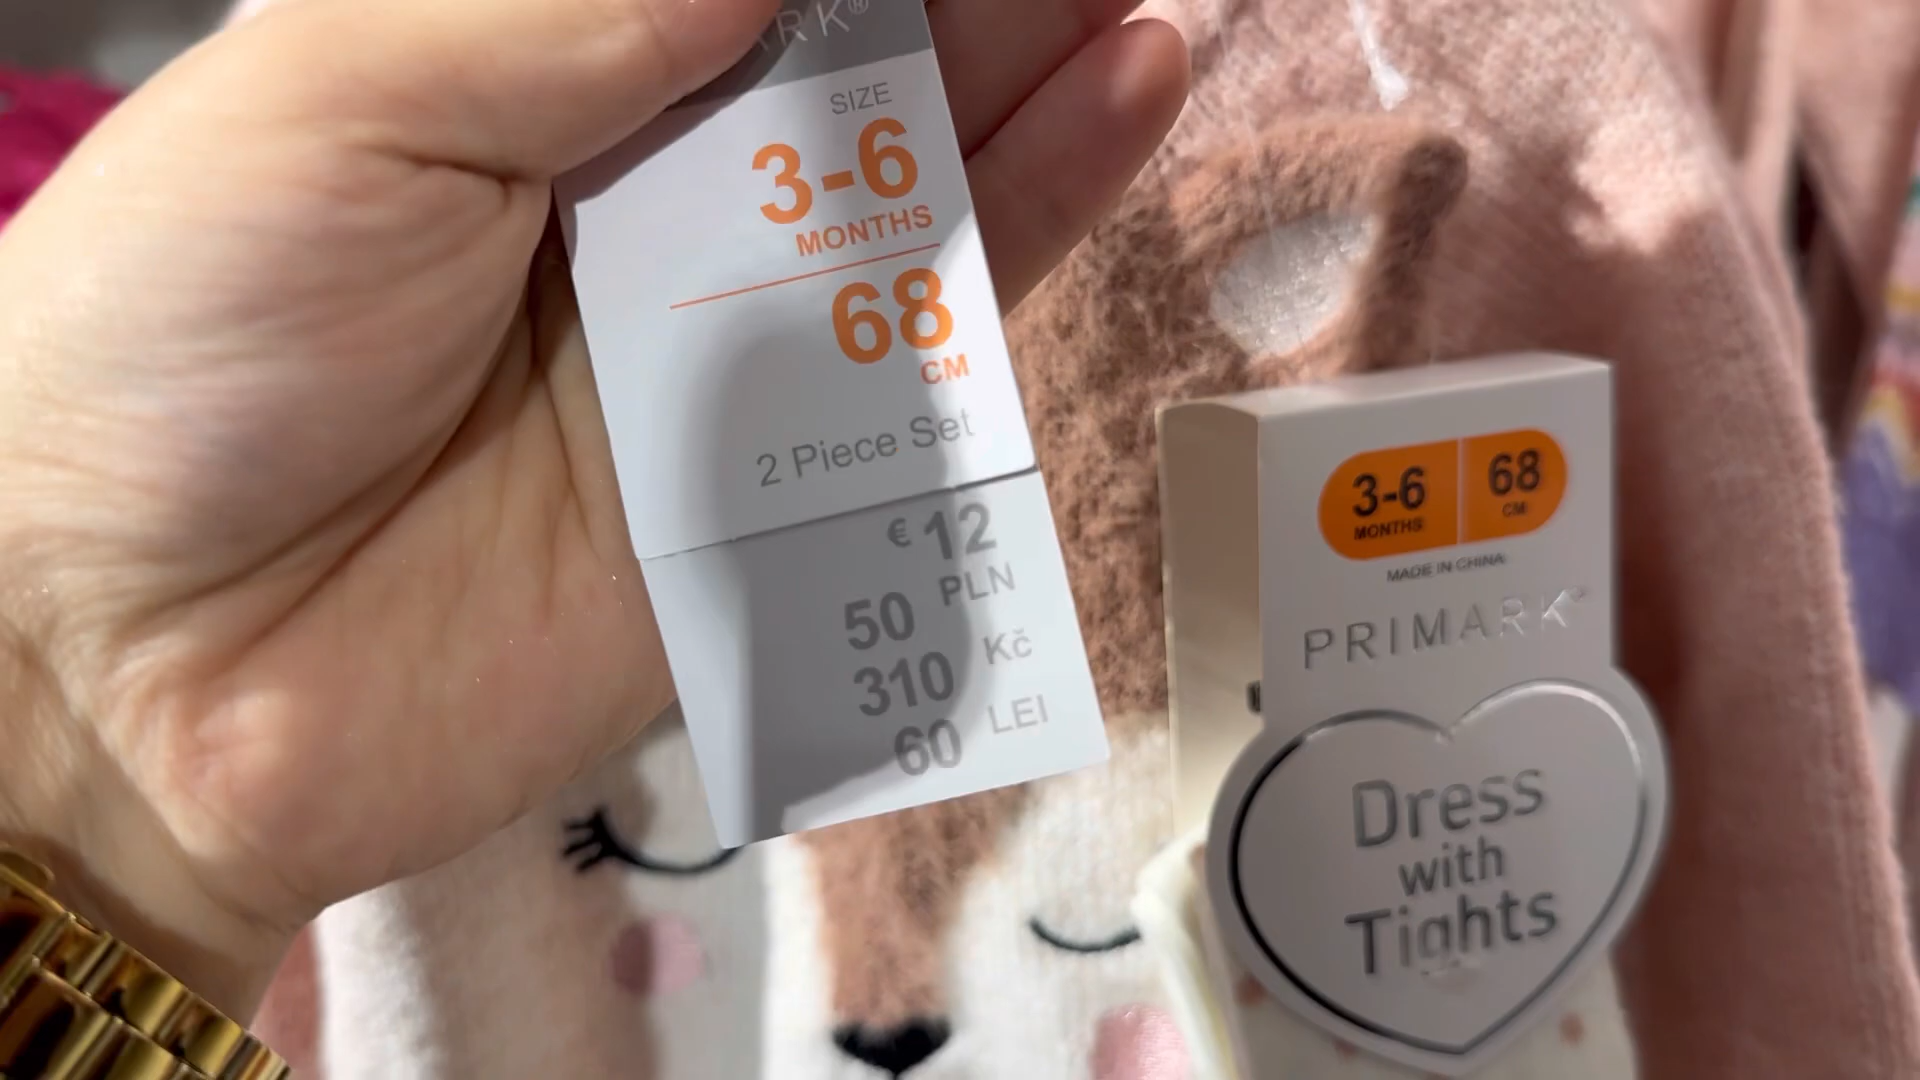 ARK®
SIZE
3-6
MONTHS
68
CM
2 Piece Set
€ 12
PLN
50
Kč
310
LEI
60
3-6 68
MONTHS CM
MADE IN CHINA
PRIMARK®
Dress
with
Tights